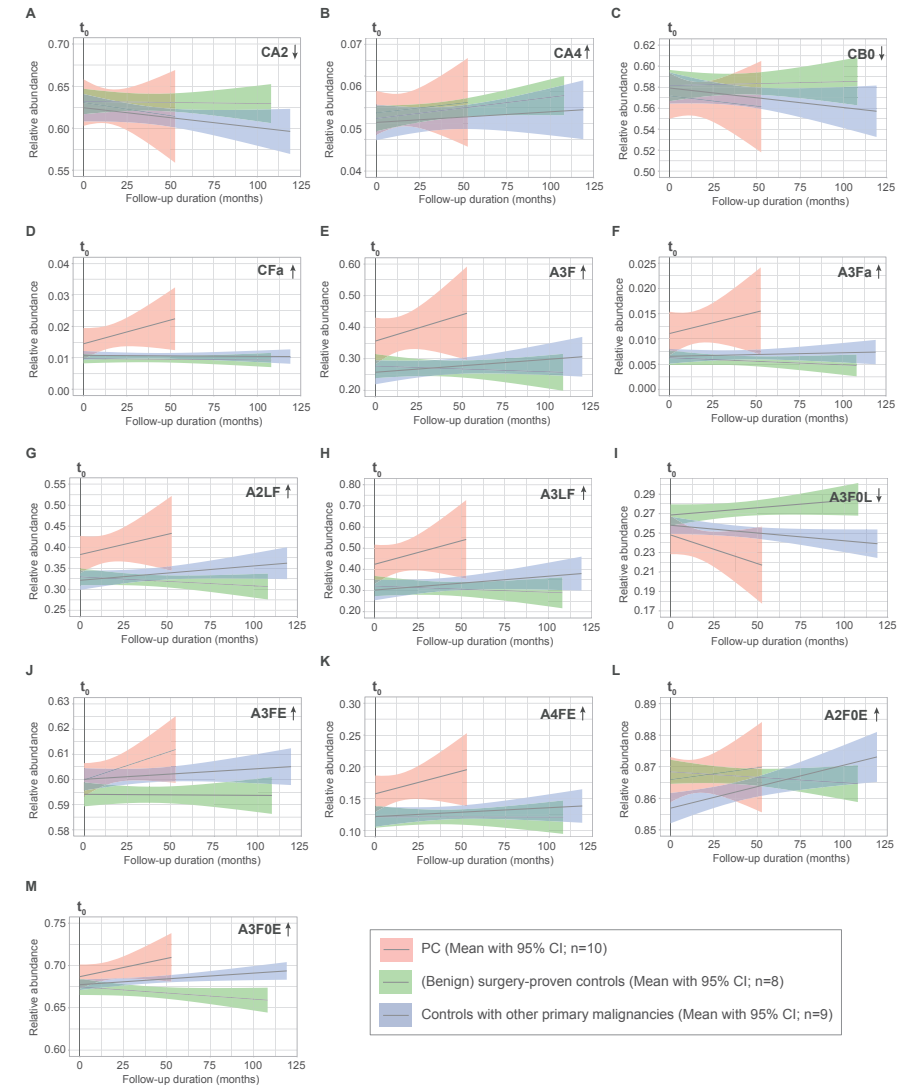 A
t0
CA2 ↓
Relative abundance
0.70
0.65
0.60
0.55
0
25
50
75
100
125
Follow-up duration (months)
B
t0
CA4 ↑
Relative abundance
0.07
0.06
0.05
0.04
0
25
50
75
100
125
Follow-up duration (months)
C
t0
CB0 ↓
Relative abundance
0.62
0.60
0.58
0.56
0.54
0.52
0.50
0
25
50
75
100
125
Follow-up duration (months)
D
t0
CFa ↑
Relative abundance
0.04
0.03
0.02
0.01
0.00
0
25
50
75
100
125
Follow-up duration (months)
E
t0
A3F ↑
Relative abundance
0.60
0.50
0.40
0.30
0.20
0
25
50
75
100
125
Follow-up duration (months)
F
t0
A3Fa ↑
Relative abundance
0.025
0.020
0.015
0.010
0.005
0.000
0
25
50
75
100
125
Follow-up duration (months)
G
t0
A2LF ↑
Relative abundance
0.55
0.50
0.45
0.40
0.35
0.30
0.25
0
25
50
75
100
125
Follow-up duration (months)
H
t0
A3LF ↑
Relative abundance
0.80
0.70
0.60
0.50
0.40
0.30
0.20
0
25
50
75
100
125
Follow-up duration (months)
I
t0
A3F0L ↓
Relative abundance
0.29
0.27
0.25
0.23
0.21
0.19
0.17
0
25
50
75
100
125
Follow-up duration (months)
J
t0
A3FE ↑
Relative abundance
0.63
0.62
0.61
0.60
0.59
0.58
0
25
50
75
100
125
Follow-up duration (months)
K
t0
A4FE ↑
Relative abundance
0.30
0.25
0.20
0.15
0.10
0
25
50
75
100
125
Follow-up duration (months)
L
t0
A2F0E ↑
Relative abundance
0.89
0.88
0.87
0.86
0.85
0
25
50
75
100
125
Follow-up duration (months)
M
t0
A3F0E ↑
Relative abundance
0.75
0.70
0.65
0.60
0
25
50
75
100
125
Follow-up duration (months)
PC (Mean with 95% CI; n=10)
(Benign) surgery-proven controls (Mean with 95% CI; n=8)
Controls with other primary malignancies (Mean with 95% CI; n=9)